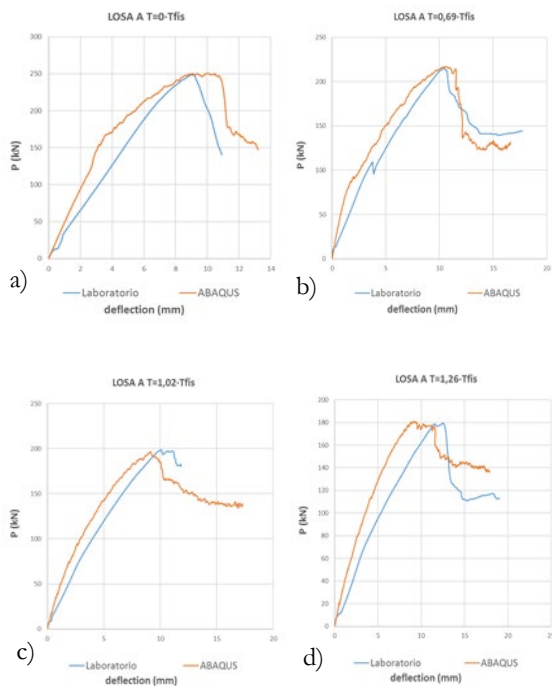 LOSA A T=0-Tfis
300
250
200
150
100
50
0
P (kN)
0 2 4 6 8 10 12 14
Laboratorio ABAQUS
deflection (mm)
a)
LOSA A T=0,69-Tfis
250
200
150
100
50
0
P (kN)
0 5 10 15 20
Laboratorio ABAQUS
deflection (mm)
b)
LOSA A T=1,02-Tfis
250
200
150
100
50
0
P (kN)
0 5 10 15 20
Laboratorio ABAQUS
deflection (mm)
c)
LOSA A T=1,26-Tfis
200
180
160
140
120
100
80
60
40
20
0
P (kN)
0 5 10 15 20 25
Laboratorio ABAQUS
deflection (mm)
d)